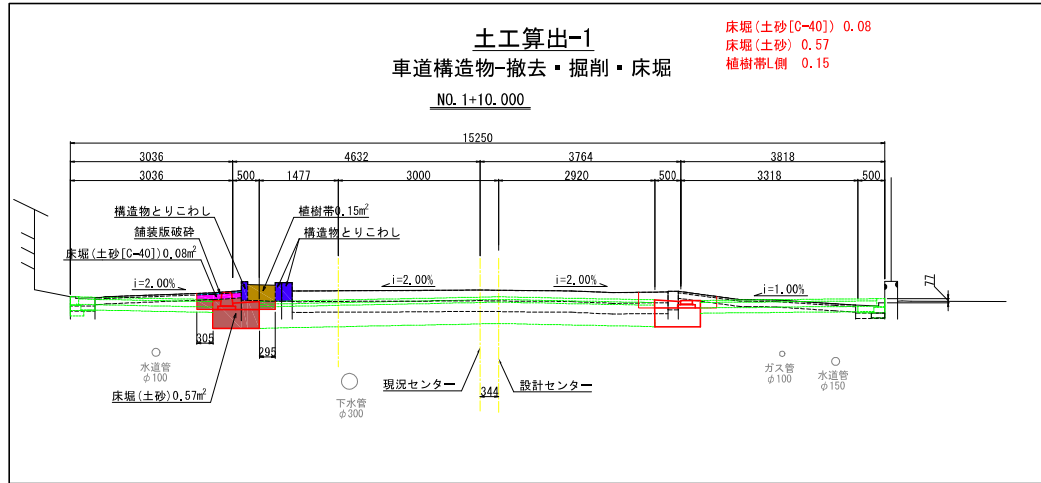 土工算出-1
車道構造物-撤去・掘削・床堀
NO.1+10.000
床堀(土砂[C-40]) 0.08
床堀(土砂) 0.57
植樹帯L側 0.15
15250
3036 4632 3764 3818
3036 500 1477 3000 2920 500 3318 500
構造物とりこわし 植樹帯0.15m²
舗装版破砕 構造物とりこわし
床堀(土砂[C-40])0.08m²
i=2.00% i=2.00% i=2.00% i=1.00% 77
305 295
水道管
φ100
床堀(土砂)0.57m²
下水管
φ300
現況センター 設計センター
344
ガス管
φ100
水道管
φ150